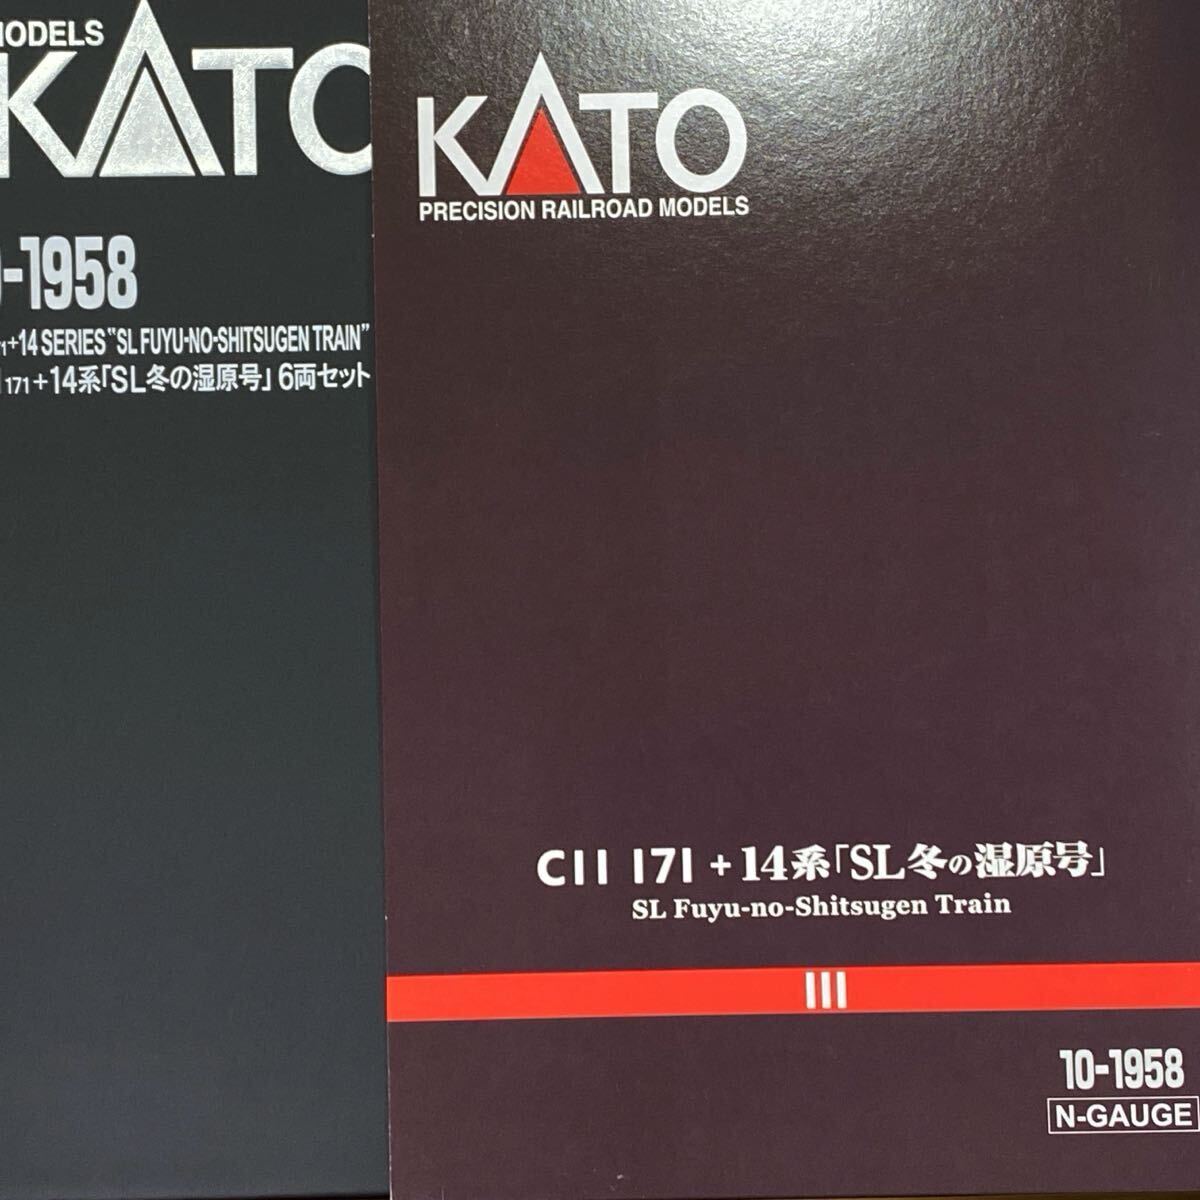 MODELS
KATO
-1958
+14 SERIES "SL FUYU-NO-SHITSUGEN TRAIN"
171+14系「SL冬の湿原号」6両セット
KATO
PRECISION RAILROAD MODELS
C11 171 + 14系「SL冬の湿原号」
SL Fuyu-no-Shitsugen Train
10-1958
N-GAUGE